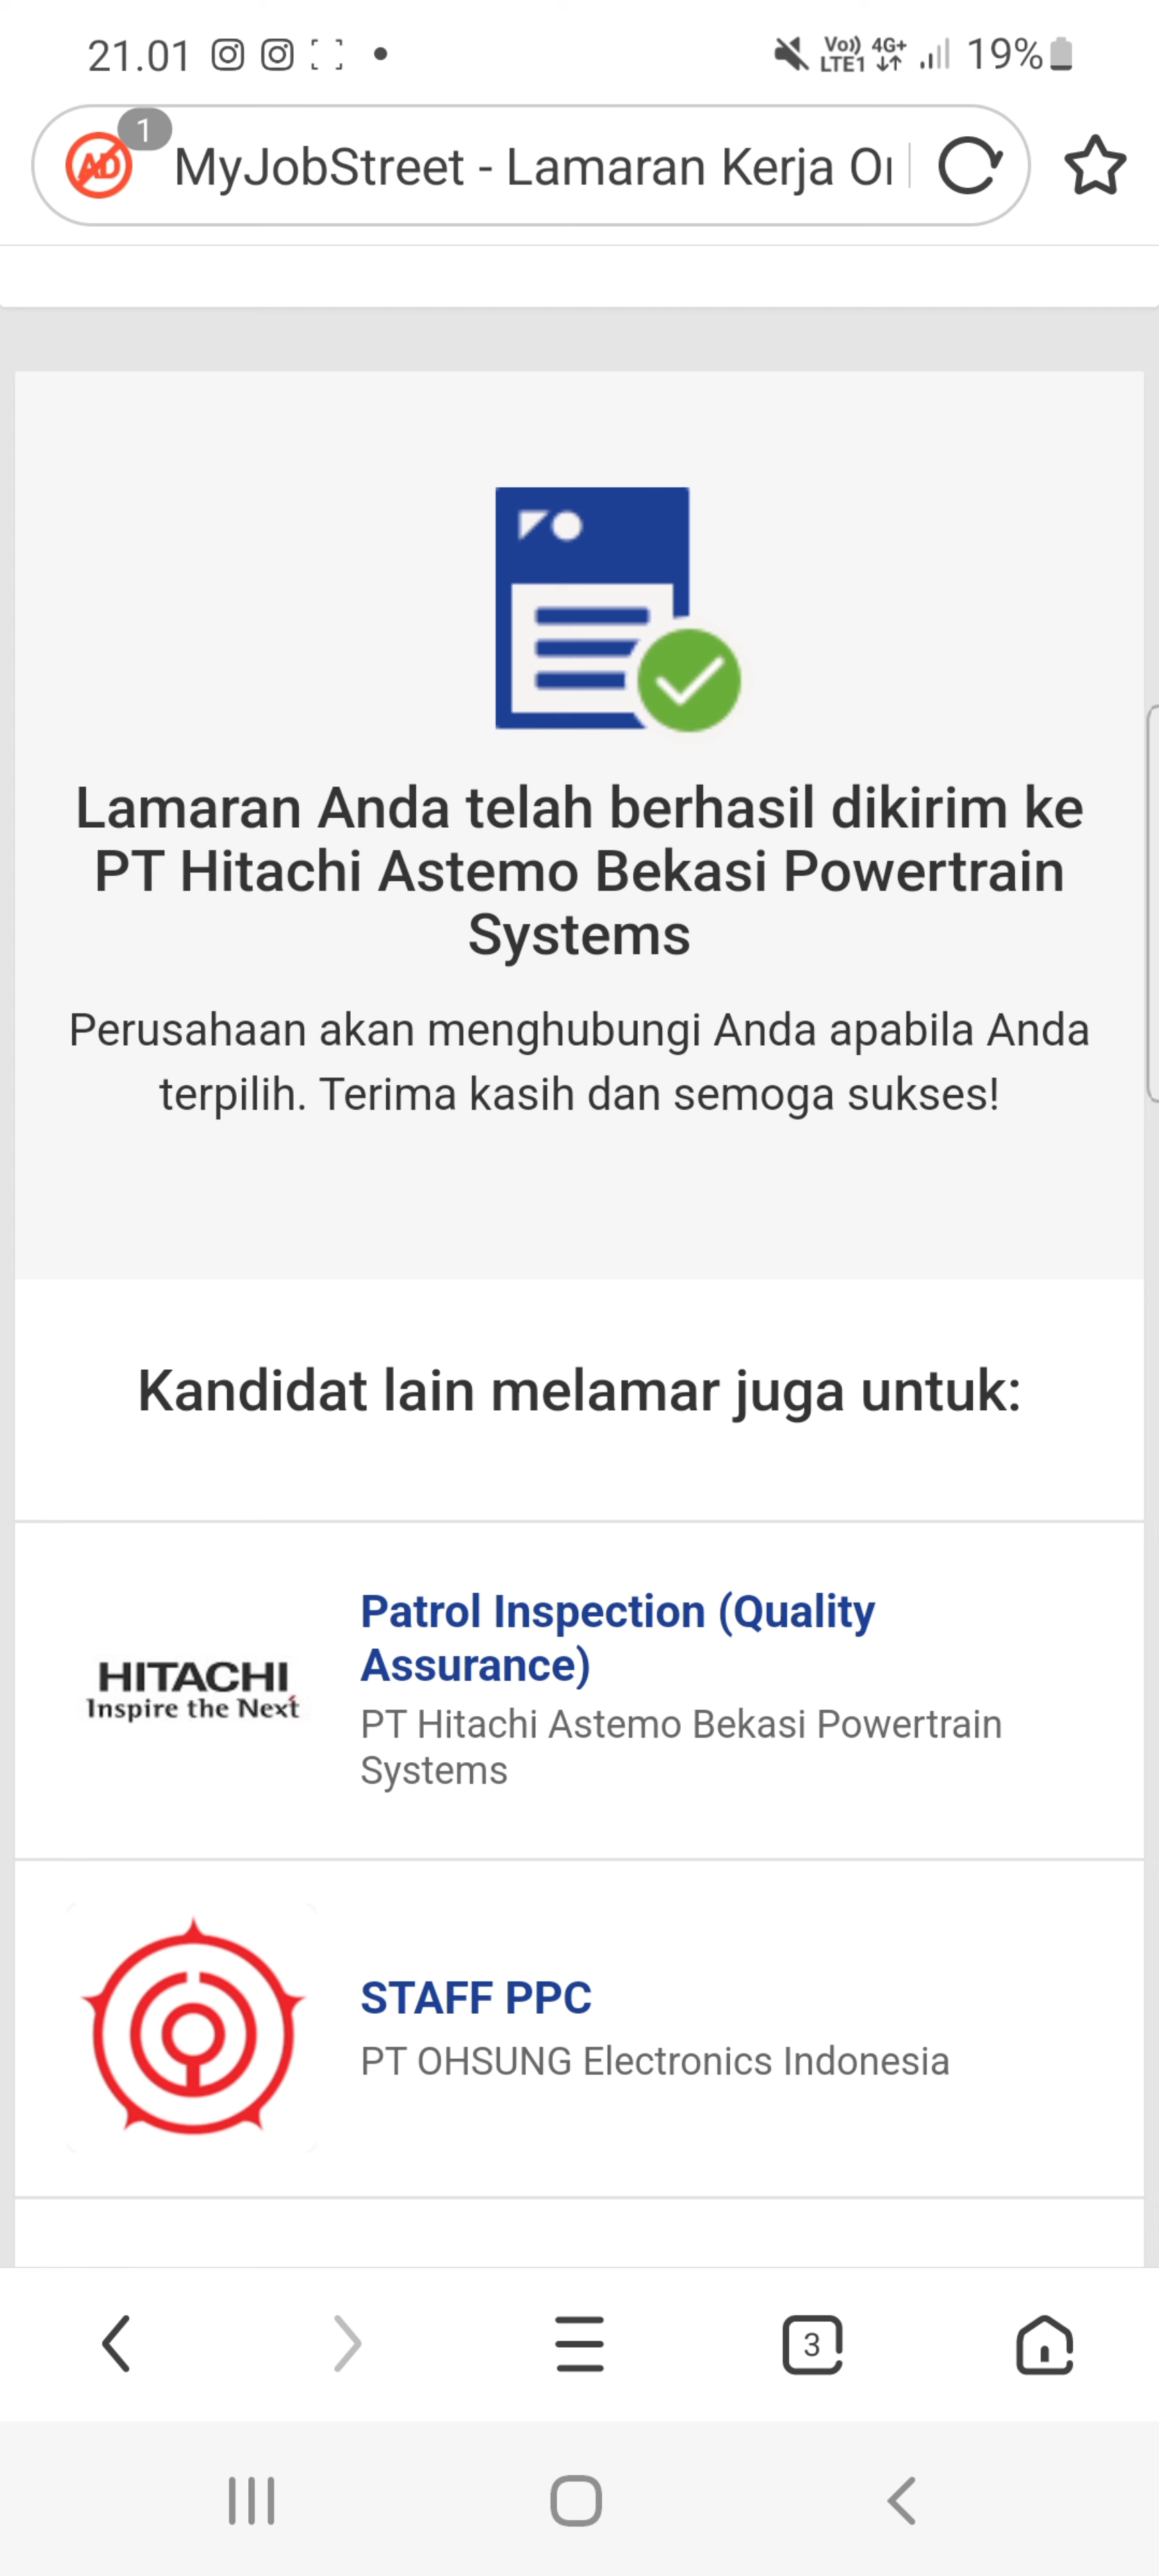 21.01
Vo)) 4G+ 19%
LTE1
1
AD MyJobStreet - Lamaran Kerja
Lamaran Anda telah berhasil dikirim ke
PT Hitachi Astemo Bekasi Powertrain
Systems
Perusahaan akan menghubungi Anda apabila Anda
terpilih. Terima kasih dan semoga sukses!
Kandidat lain melamar juga untuk:
Patrol Inspection (Quality
Assurance)
HITACHI
Inspire the Next
PT Hitachi Astemo Bekasi Powertrain
Systems
STAFF PPC
PT OHSUNG Electronics Indonesia
3